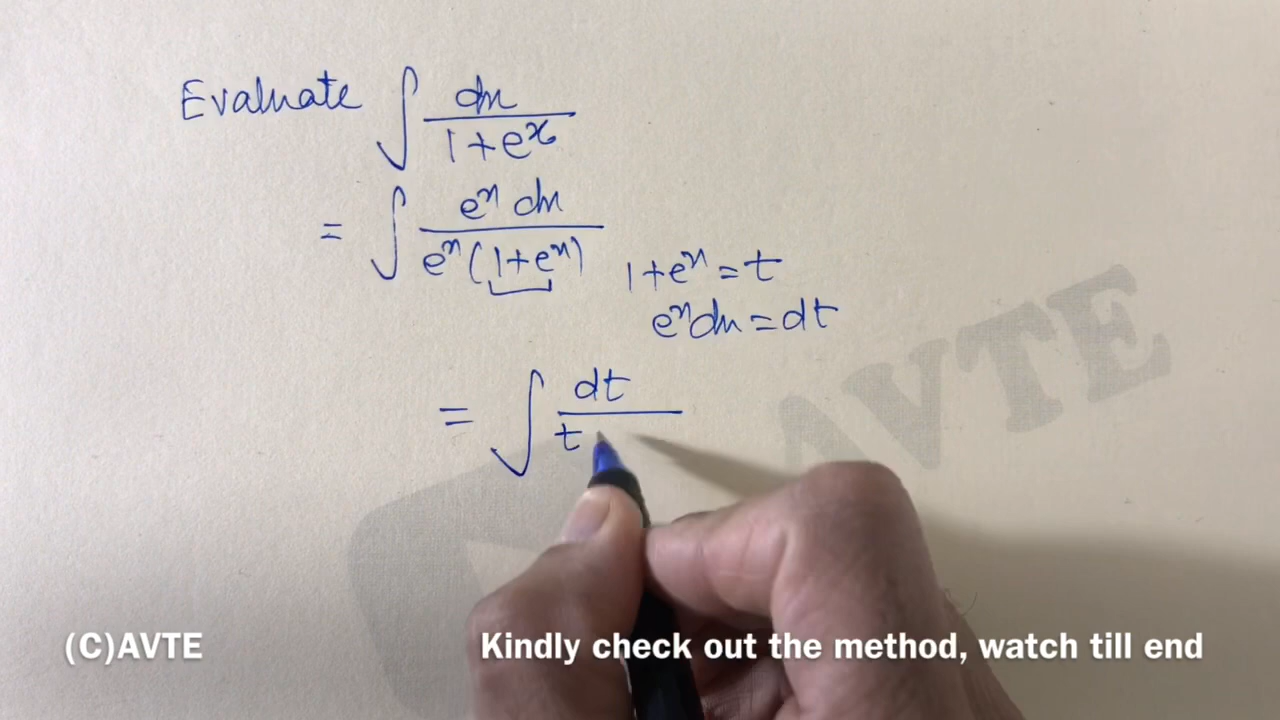 Evaluate ∫ dx / 1+e^x
= ∫ e^x dx / e^x (1+e^x)
1+e^x = t
e^x dx = dt
= ∫ dt / t
AVTE
(C)AVTE
Kindly check out the method, watch till end